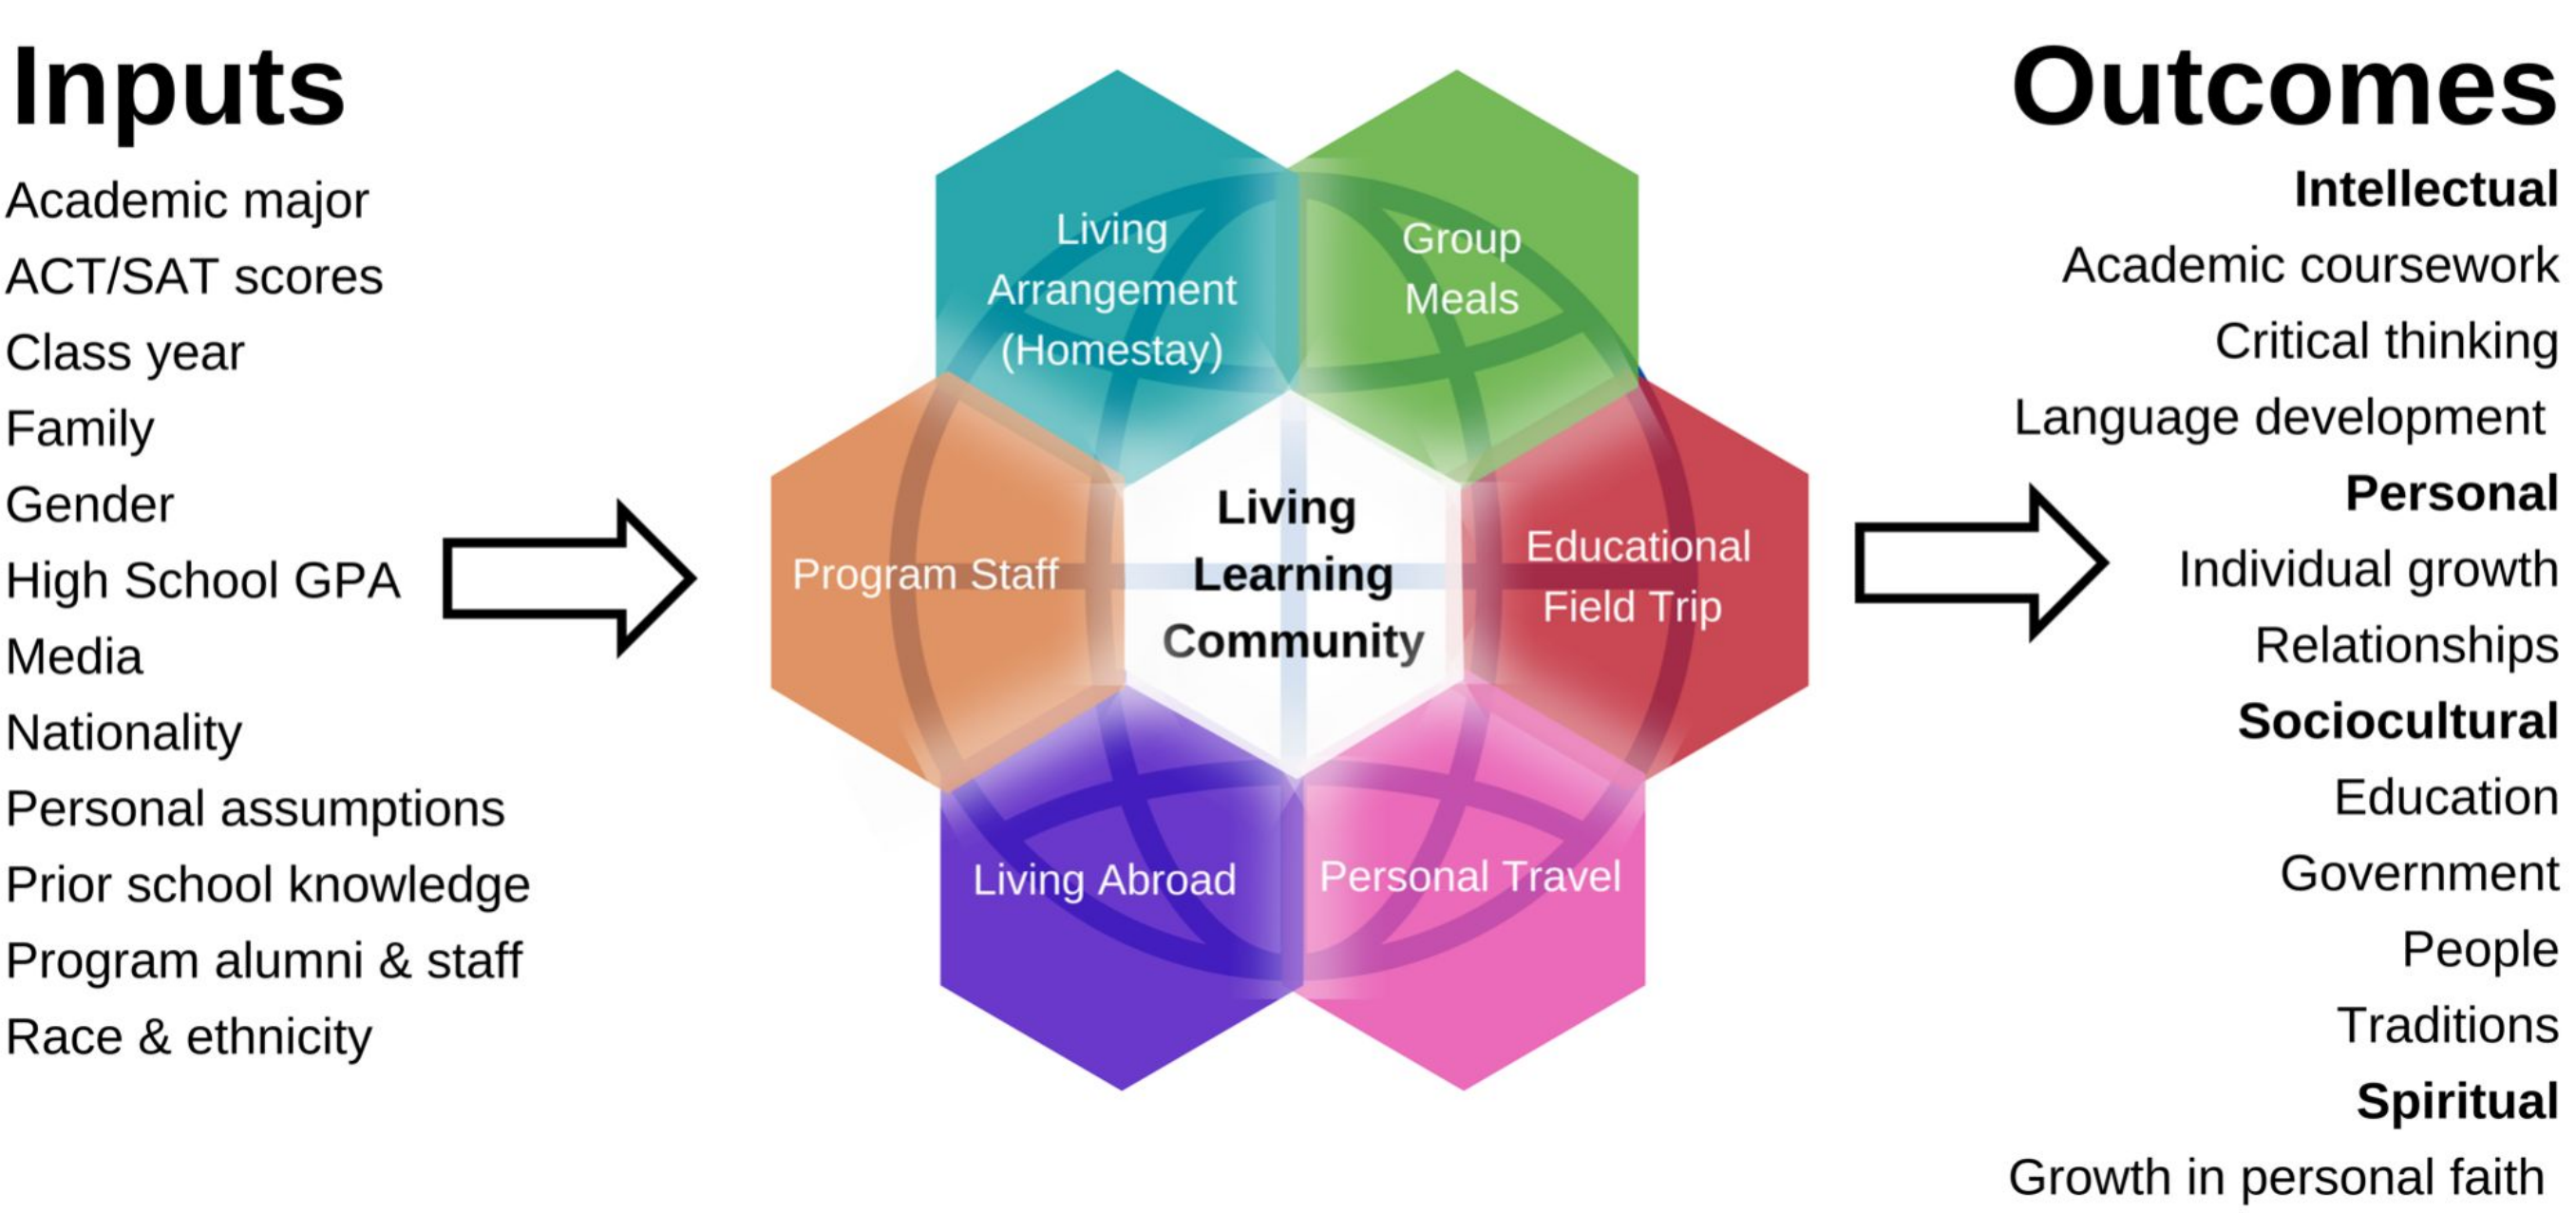 Inputs
Academic major
ACT/SAT scores
Class year
Family
Gender
High School GPA
Media
Nationality
Personal assumptions
Prior school knowledge
Program alumni & staff
Race & ethnicity
Living
Arrangement
(Homestay)
Group
Meals
Program Staff
Living
Learning
Community
Educational
Field Trip
Living Abroad
Personal Travel
Outcomes
Intellectual
Academic coursework
Critical thinking
Language development
Personal
Individual growth
Relationships
Sociocultural
Education
Government
People
Traditions
Spiritual
Growth in personal faith